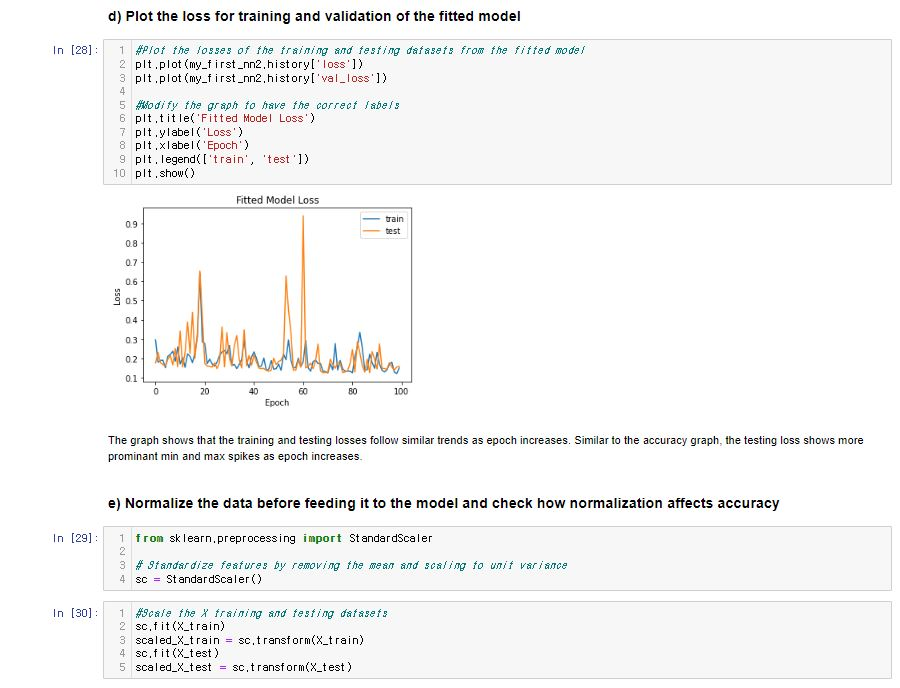 d) Plot the loss for training and validation of the fitted model
In [28]:
1 #Plot the losses of the training and testing datasets from the fitted model
2 plt.plot(my_first_nn2.history['loss'])
3 plt.plot(my_first_nn2.history['val_loss'])
4
5 #Modify the graph to have the correct labels
6 plt.title('Fitted Model Loss')
7 plt.ylabel('Loss')
8 plt.xlabel('Epoch')
9 plt.legend(['train', 'test'])
10 plt.show()
Fitted Model Loss
train
test
0.9
0.8
0.7
0.6
0.5
0.4
0.3
0.2
0.1
Loss
0 20 40 60 80 100
Epoch
The graph shows that the training and testing losses follow similar trends as epoch increases. Similar to the accuracy graph, the testing loss shows more
prominant min and max spikes as epoch increases.
e) Normalize the data before feeding it to the model and check how normalization affects accuracy
In [29]:
1 from sklearn.preprocessing import StandardScaler
2
3 # Standardize features by removing the mean and scaling to unit variance
4 sc = StandardScaler()
In [30]:
1 #Scale the X training and testing datasets
2 sc.fit(X_train)
3 scaled_X_train = sc.transform(X_train)
4 sc.fit(X_test)
5 scaled_X_test = sc.transform(X_test)